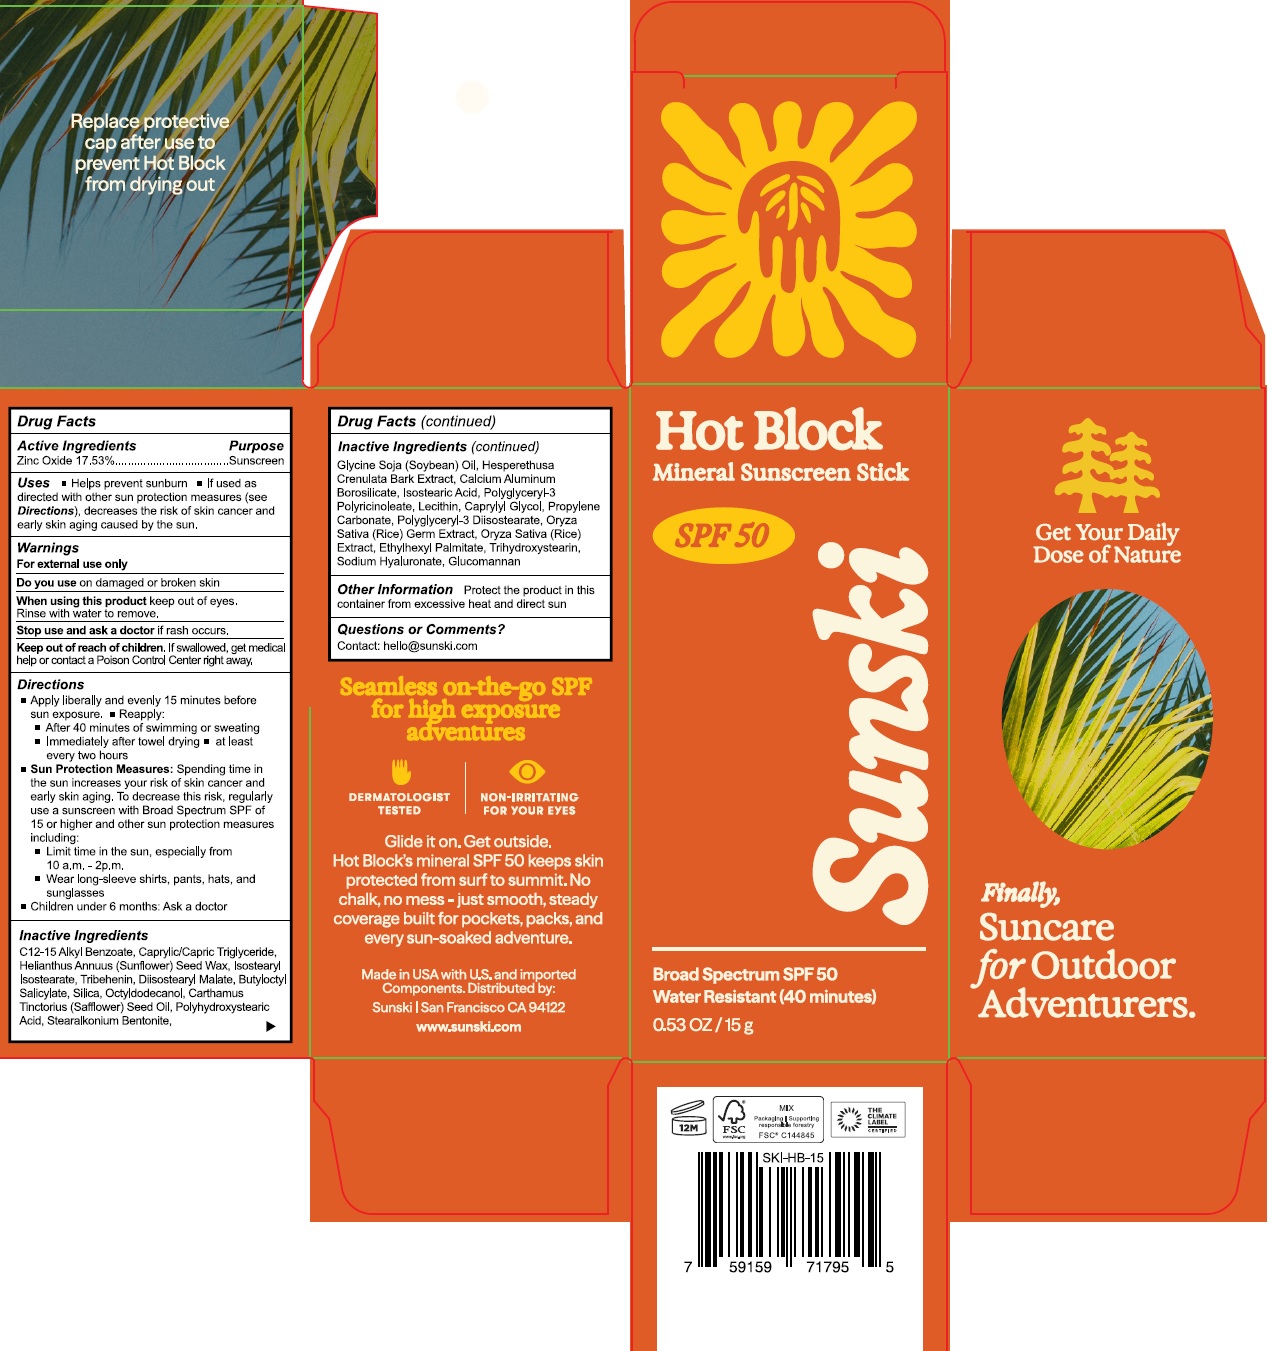 Replace protective
cap after use to
prevent Hot Block
from drying out
Drug Facts
Active Ingredients Purpose
Zinc Oxide 17.53%..................................Sunscreen
Uses ▪ Helps prevent sunburn ▪ If used as
directed with other sun protection measures (see
Directions), decreases the risk of skin cancer and
early skin aging caused by the sun.
Warnings
For external use only
Do you use on damaged or broken skin
When using this product keep out of eyes.
Rinse with water to remove.
Stop use and ask a doctor if rash occurs.
Keep out of reach of children. If swallowed, get medical
help or contact a Poison Control Center right away.
Directions
▪ Apply liberally and evenly 15 minutes before
sun exposure. ▪ Reapply:
▪ After 40 minutes of swimming or sweating
▪ Immediately after towel drying ▪ at least
every two hours
▪ Sun Protection Measures: Spending time in
the sun increases your risk of skin cancer and
early skin aging. To decrease this risk, regularly
use a sunscreen with Broad Spectrum SPF of
15 or higher and other sun protection measures
including:
▪ Limit time in the sun, especially from
10 a.m. - 2p.m.
▪ Wear long-sleeve shirts, pants, hats, and
sunglasses
▪ Children under 6 months: Ask a doctor
Inactive Ingredients
C12-15 Alkyl Benzoate, Caprylic/Capric Triglyceride,
Helianthus Annuus (Sunflower) Seed Wax, Isostearyl
Isostearate, Tribehenin, Diisostearyl Malate, Butyloctyl
Salicylate, Silica, Octyldodecanol, Carthamus
Tinctorius (Safflower) Seed Oil, Polyhydroxystearic
Acid, Stearalkonium Bentonite,
Drug Facts (continued)
Inactive Ingredients (continued)
Glycine Soja (Soybean) Oil, Hesperethusa
Crenulata Bark Extract, Calcium Aluminum
Borosilicate, Isostearic Acid, Polyglyceryl-3
Polyricinoleate, Lecithin, Caprylyl Glycol, Propylene
Carbonate, Polyglyceryl-3 Diisostearate, Oryza
Sativa (Rice) Germ Extract, Oryza Sativa (Rice)
Extract, Ethylhexyl Palmitate, Trihydroxystearin,
Sodium Hyaluronate, Glucomannan
Other Information Protect the product in this
container from excessive heat and direct sun
Questions or Comments?
Contact: hello@sunski.com
Seamless on-the-go SPF
for high exposure
adventures
DERMATOLOGIST
TESTED
NON-IRRITATING
FOR YOUR EYES
Glide it on. Get outside.
Hot Block's mineral SPF 50 keeps skin
protected from surf to summit. No
chalk, no mess - just smooth, steady
coverage built for pockets, packs, and
every sun-soaked adventure.
Made in USA with U.S. and imported
Components. Distributed by:
Sunski | San Francisco CA 94122
www.sunski.com
Hot Block
Mineral Sunscreen Stick
SPF 50
Sunski
Broad Spectrum SPF 50
Water Resistant (40 minutes)
0.53 OZ / 15 g
Get Your Daily
Dose of Nature
Finally,
Suncare
for Outdoor
Adventurers.
12M
FSC
www.fsc.org
MIX
Packaging | Supporting
responsible forestry
FSC® C144845
THE
CLIMATE
LABEL
CERTIFIED
SKI-HB-15
7 59159 71795 5